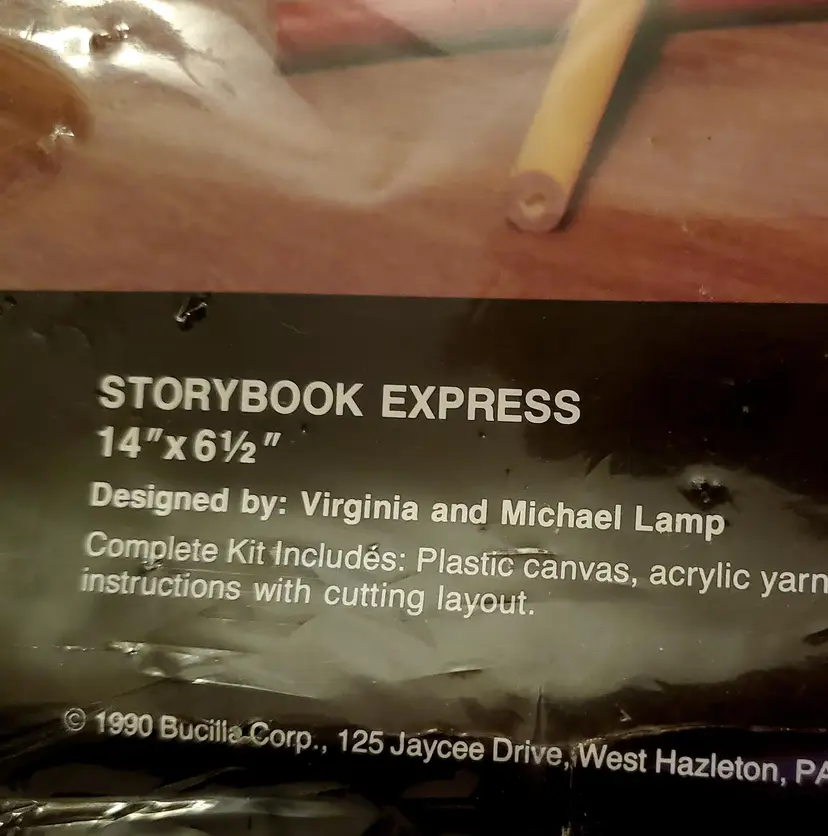 STORYBOOK EXPRESS
14"x6½"
Designed by: Virginia and Michael Lamp
Complete Kit Includes: Plastic canvas, acrylic yarn
instructions with cutting layout.
© 1990 Bucilla Corp., 125 Jaycee Drive, West Hazleton, PA